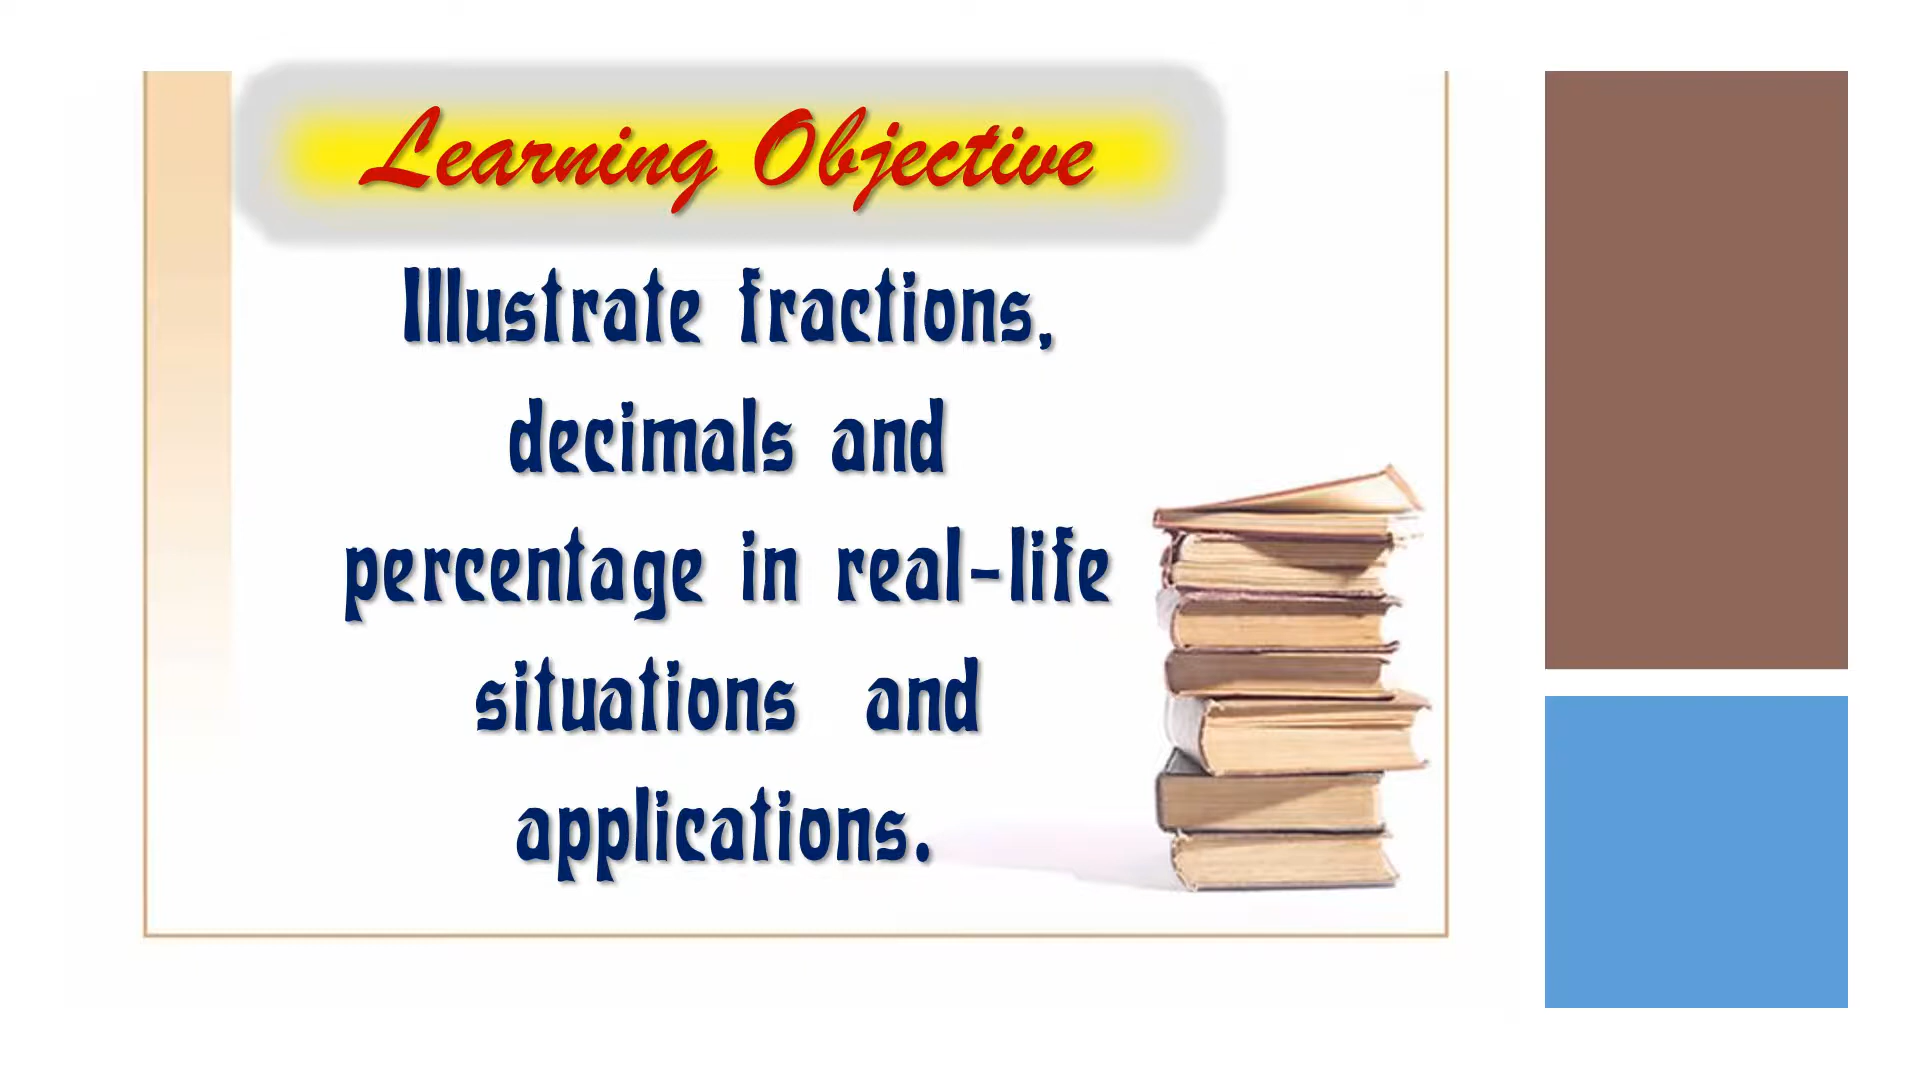 Learning Objective
Illustrate fractions,
decimals and
percentage in real-life
situations and
applications.